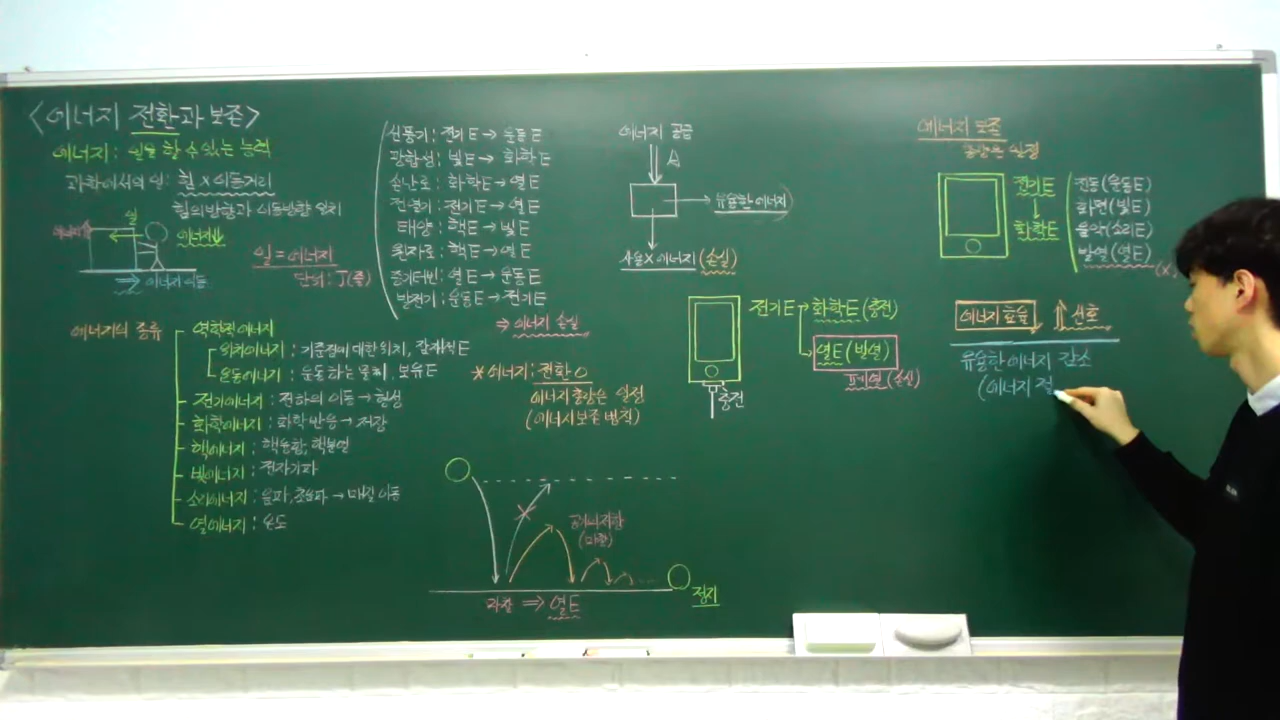 <에너지 전환과 보존>
에너지: 일을 할 수 있는 능력
과학에서의 일: 힘 X 이동거리
힘의 방향과 이동방향 일치
일
에너지↓
⇒ 에너지 이동
일 = 에너지
단위: J(줄)
에너지의 종류
역학적 에너지
위치에너지: 기준점에 대한 위치, 잠재적 E
운동에너지: 운동하는 물체, 보유 E
전기에너지: 전하의 이동 → 형성
화학에너지: 화학 반응 → 저장
핵에너지: 핵융합, 핵분열
빛에너지: 전자기파
소리에너지: 음파, 초음파 → 매질 이동
열에너지: 온도
선풍기: 전기E → 운동E
광합성: 빛E → 화학E
손난로: 화학E → 열E
전열기: 전기E → 열E
태양: 핵E → 빛E
원자로: 핵E → 열E
증기터빈: 열E → 운동E
발전기: 운동E → 전기E
⇒ 에너지 손실
*에너지: 전환 O
에너지 총량은 일정
(에너지 보존 법칙)
공기저항
(마찰)
마찰 ⇒ 열E
정지
에너지 공급
유용한 에너지
사용X 에너지 (손실)
전기E → 화학E (충전)
열E (발열)
폐열 (손실)
충전
에너지 보존
총량은 일정
전기E
↓
화학E
진동(운동E)
화면(빛E)
음악(소리E)
발열(열E)
(X)
에너지 효율 ⇑ 선호
유용한 에너지 감소
(에너지 절